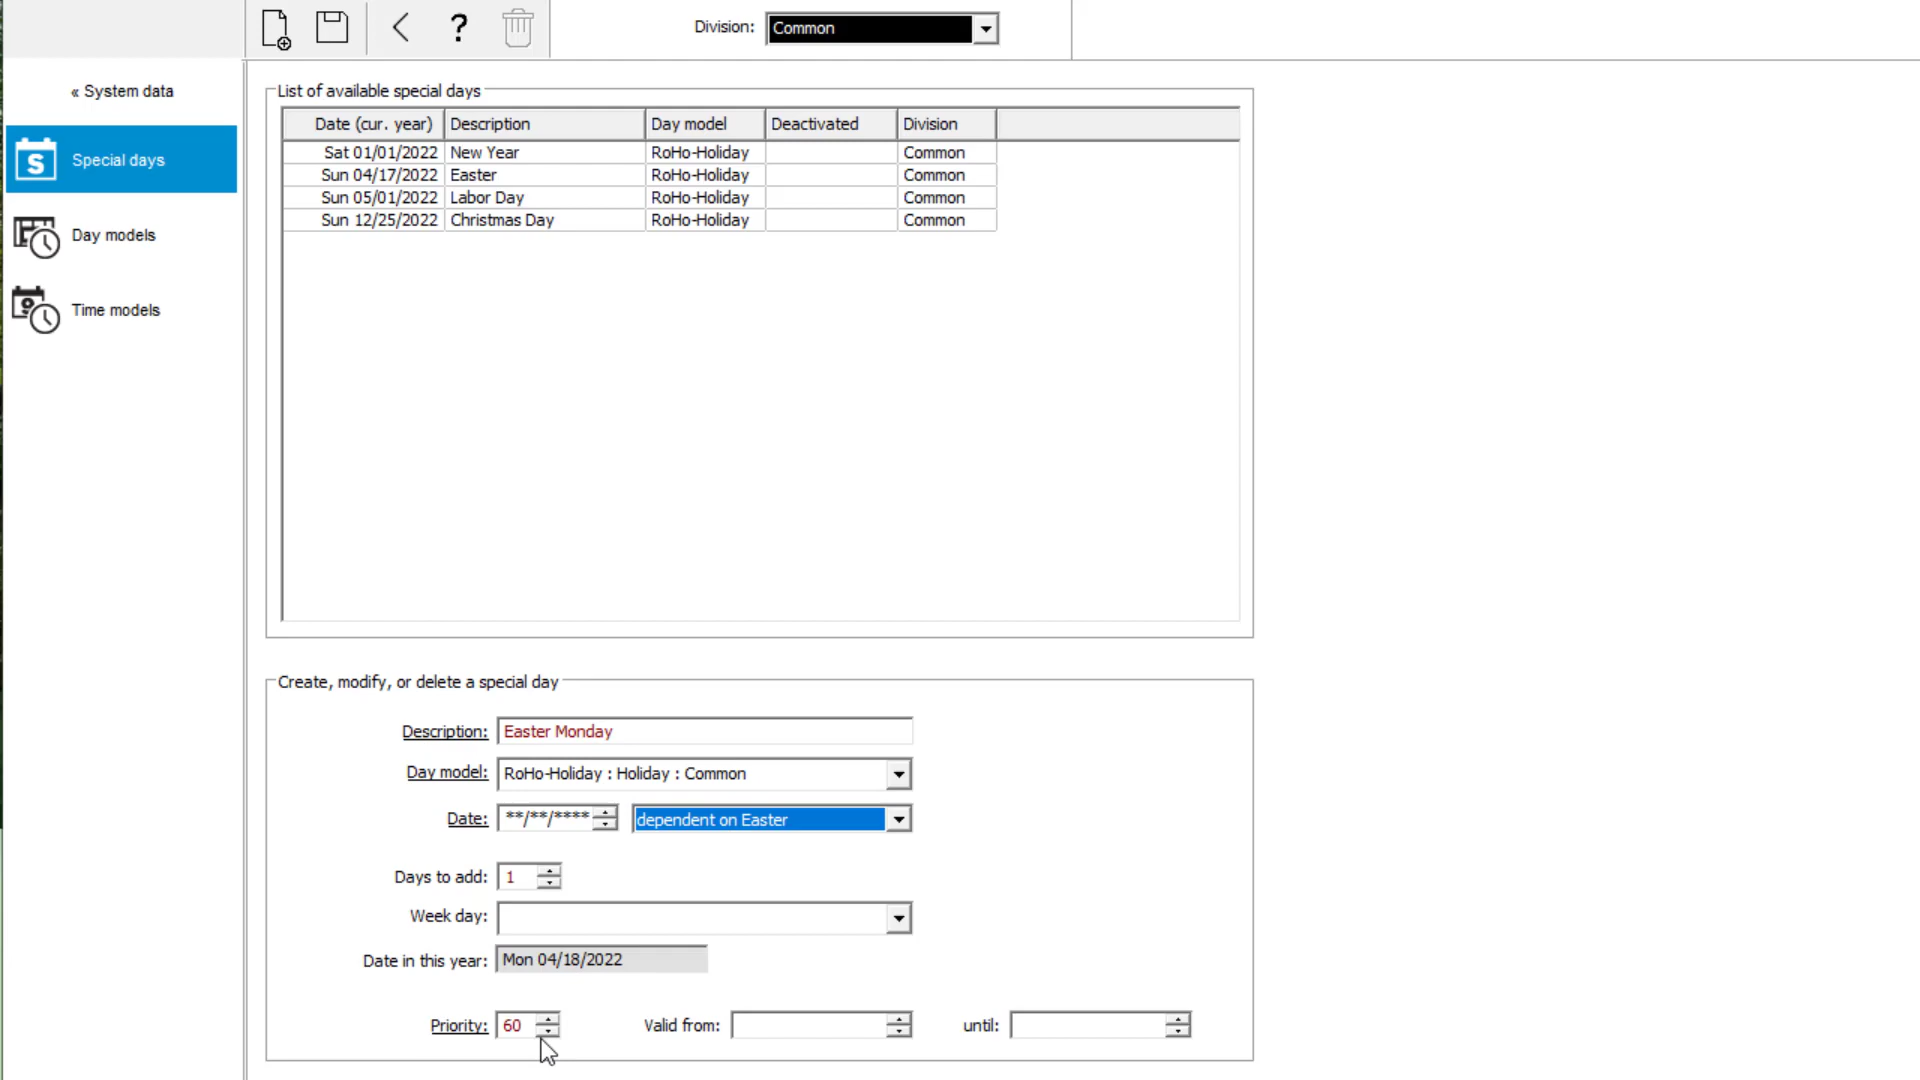 Division: Common
« System data
Special days
Day models
Time models
List of available special days
Date (cur. year) Description Day model Deactivated Division
Sat 01/01/2022 New Year RoHo-Holiday Common
Sun 04/17/2022 Easter RoHo-Holiday Common
Sun 05/01/2022 Labor Day RoHo-Holiday Common
Sun 12/25/2022 Christmas Day RoHo-Holiday Common
Create, modify, or delete a special day
Description: Easter Monday
Day model: RoHo-Holiday : Holiday : Common
Date: **/**/**** dependent on Easter
Days to add: 1
Week day:
Date in this year: Mon 04/18/2022
Priority: 60 Valid from: until: